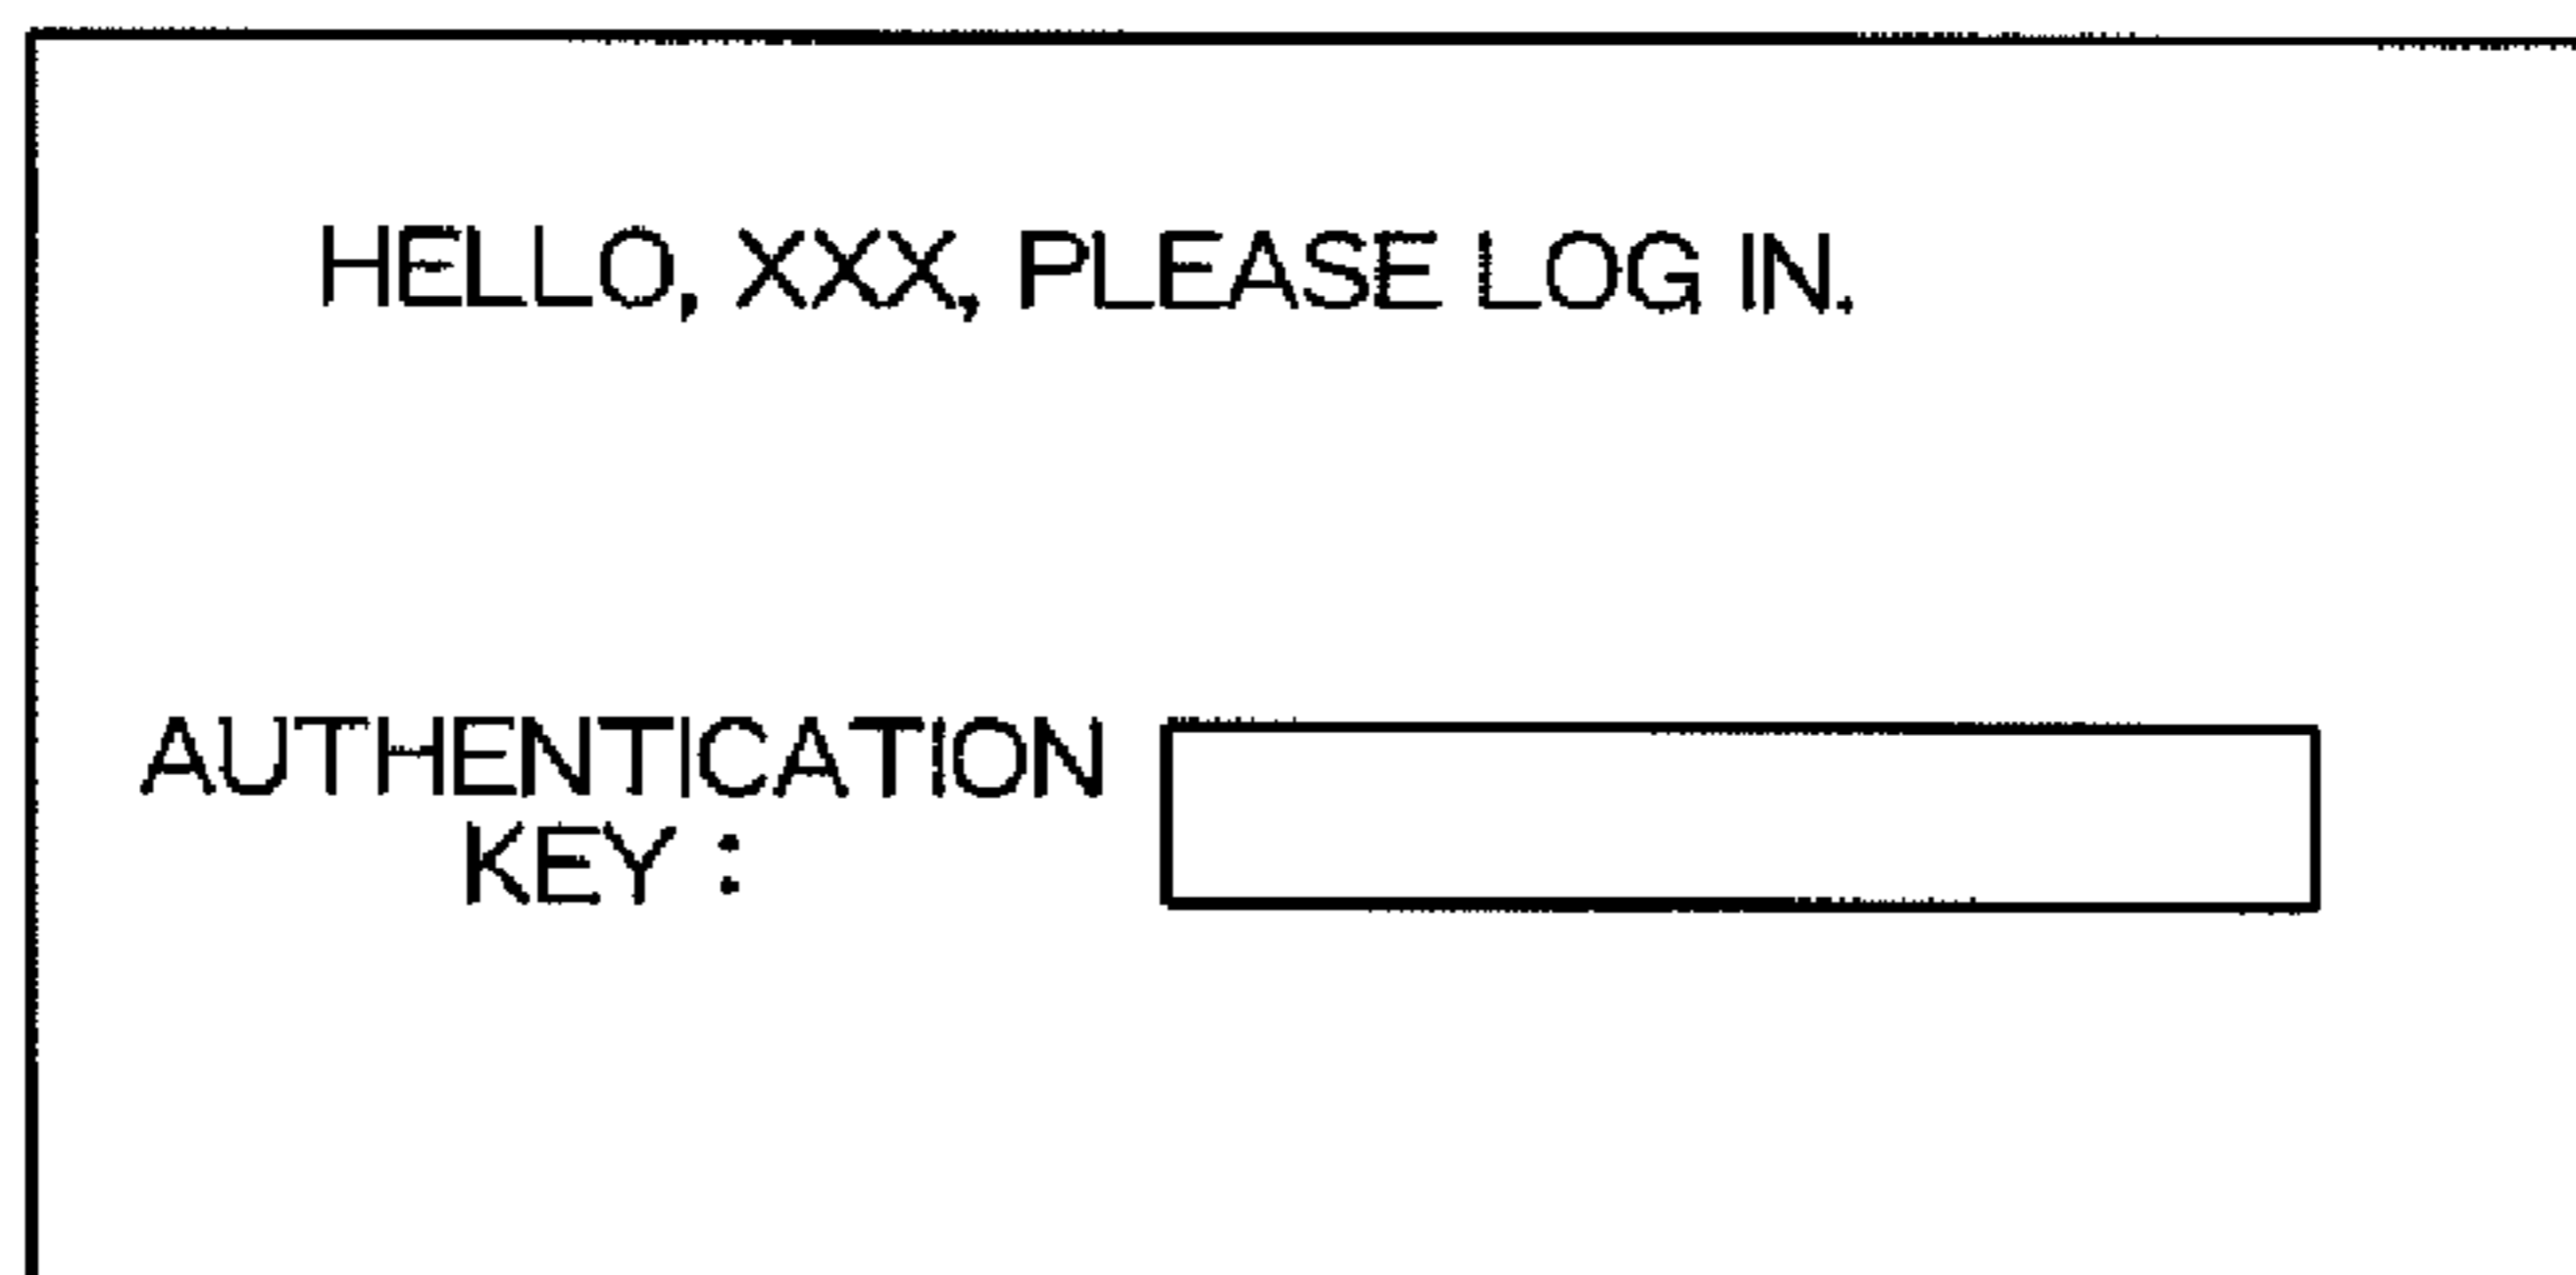 HELLO, XXX, PLEASE LOG IN.
AUTHENTICATION
KEY :